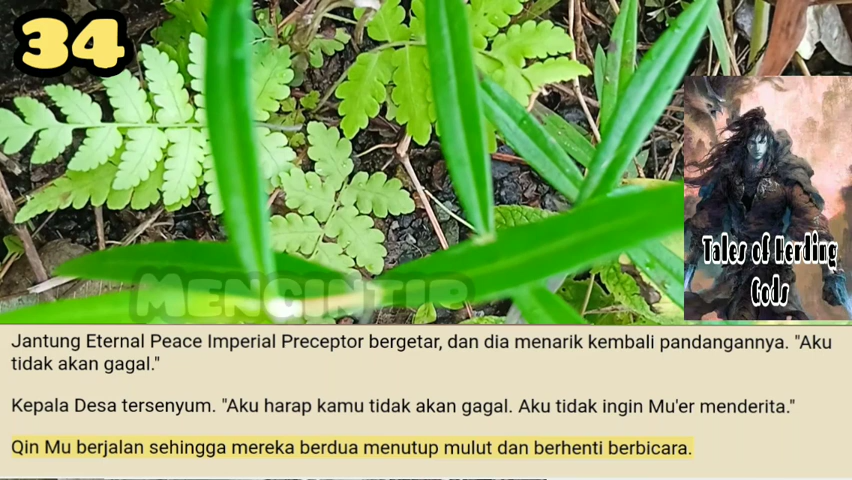 34
Tales of Herding
Gods
MENGINTIP
Jantung Eternal Peace Imperial Preceptor bergetar, dan dia menarik kembali pandangannya. "Aku
tidak akan gagal."
Kepala Desa tersenyum. "Aku harap kamu tidak akan gagal. Aku tidak ingin Mu'er menderita."
Qin Mu berjalan sehingga mereka berdua menutup mulut dan berhenti berbicara.